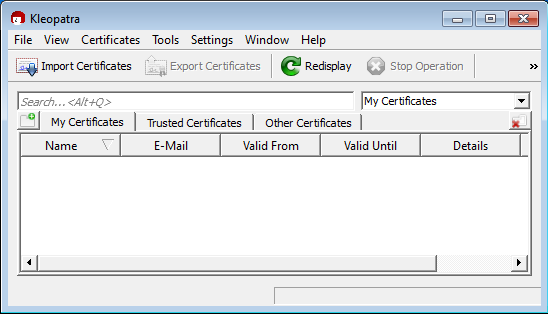 Kleopatra
File View Certificates Tools Settings Window Help
Import Certificates Export Certificates Redisplay Stop Operation »
Search...<Alt+Q> My Certificates
My Certificates Trusted Certificates Other Certificates
Name E-Mail Valid From Valid Until Details